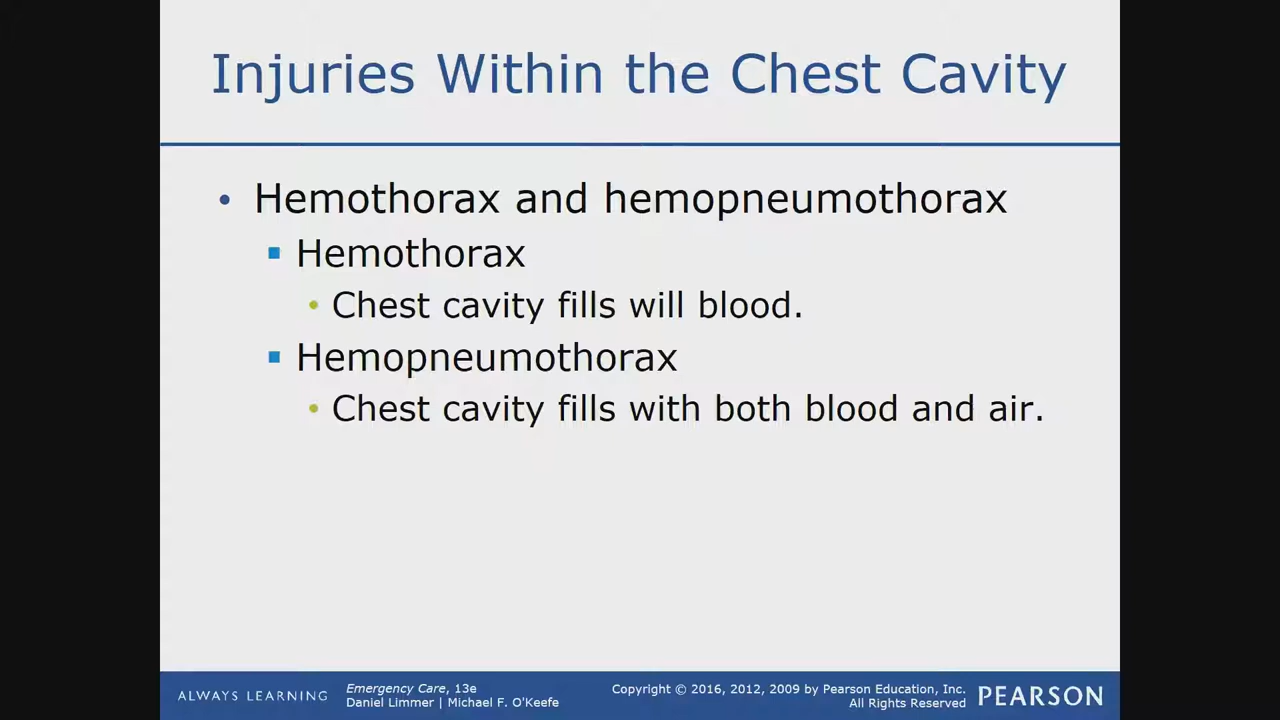 Injuries Within the Chest Cavity
• Hemothorax and hemopneumothorax
▪ Hemothorax
• Chest cavity fills will blood.
▪ Hemopneumothorax
• Chest cavity fills with both blood and air.
ALWAYS LEARNING
Emergency Care, 13e
Daniel Limmer | Michael F. O'Keefe
Copyright © 2016, 2012, 2009 by Pearson Education, Inc.
All Rights Reserved
PEARSON